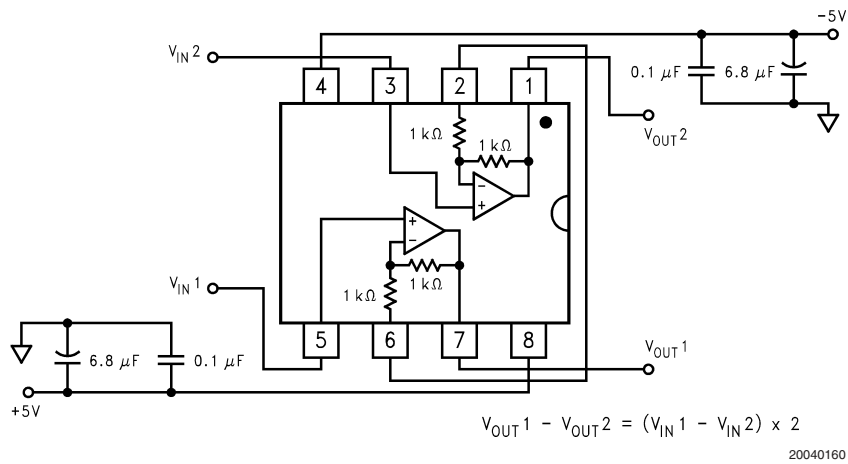 −5V
V_IN 2
4
3
2
1
0.1 μF
6.8 μF
V_OUT 2
1 kΩ
1 kΩ
−
+
+
−
V_IN 1
1 kΩ
1 kΩ
5
6
7
8
V_OUT 1
6.8 μF
0.1 μF
+5V
V_OUT 1 − V_OUT 2 = (V_IN 1 − V_IN 2) x 2
20040160